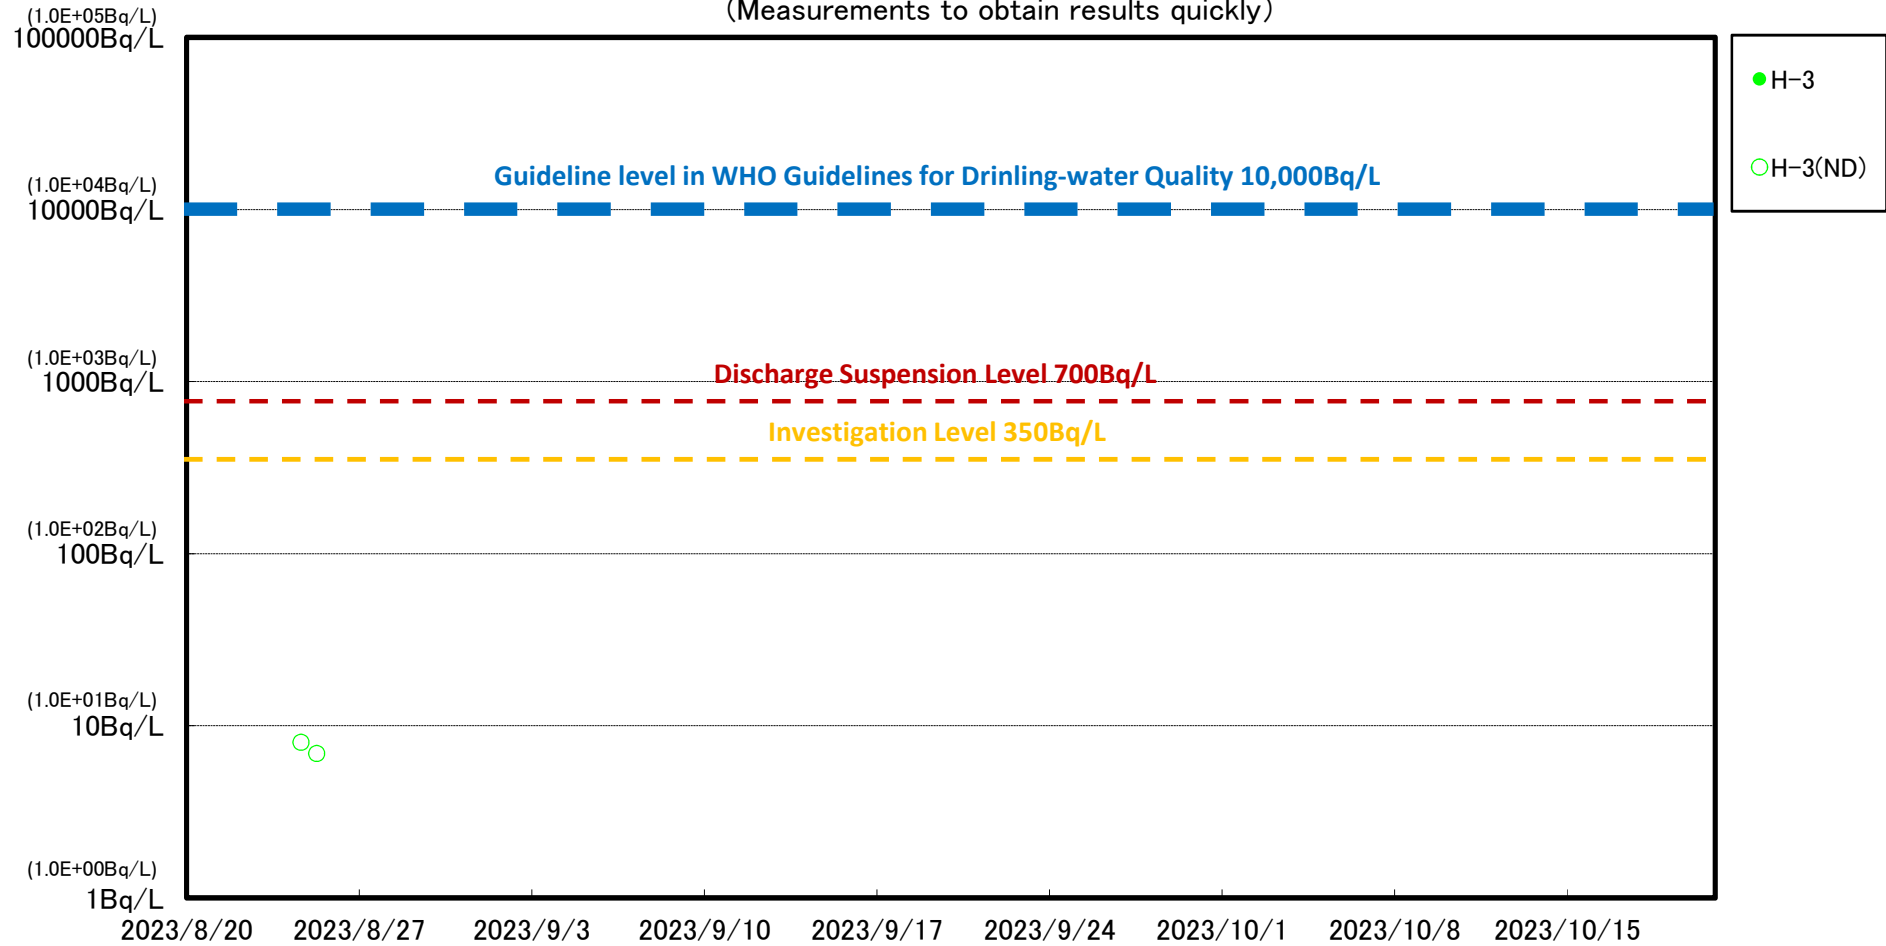 (Measurements to obtain results quickly)
(1.0E+05Bq/L)
100000Bq/L
H-3
H-3(ND)
Guideline level in WHO Guidelines for Drinling-water Quality 10,000Bq/L
(1.0E+04Bq/L)
10000Bq/L
(1.0E+03Bq/L)
1000Bq/L
Discharge Suspension Level 700Bq/L
Investigation Level 350Bq/L
(1.0E+02Bq/L)
100Bq/L
(1.0E+01Bq/L)
10Bq/L
(1.0E+00Bq/L)
1Bq/L
2023/8/20 2023/8/27 2023/9/3 2023/9/10 2023/9/17 2023/9/24 2023/10/1 2023/10/8 2023/10/15